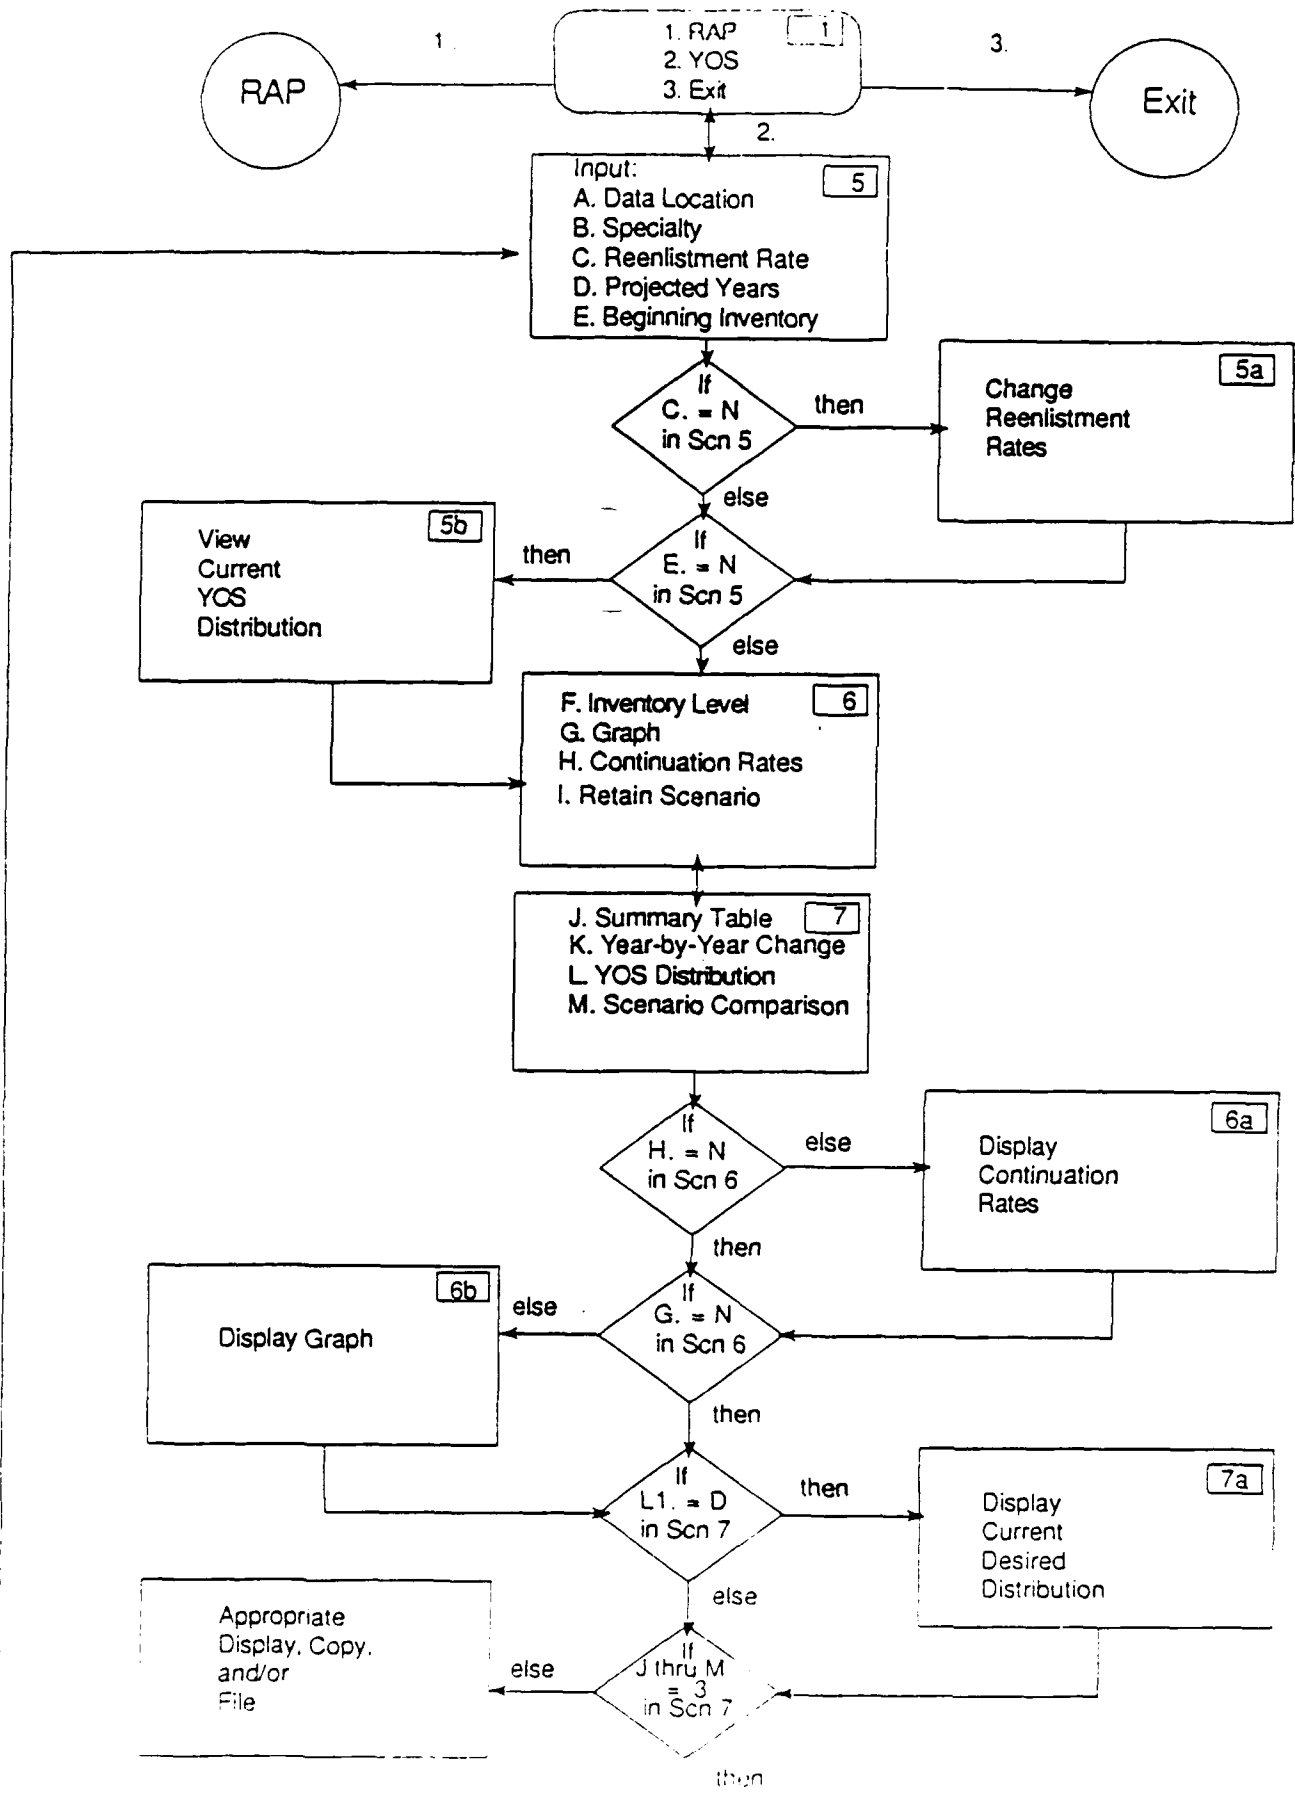 1.
1. RAP
1
2. YOS
3. Exit
3.
RAP
Exit
2.
Input:
5
A. Data Location
B. Specialty
C. Reenlistment Rate
D. Projected Years
E. Beginning Inventory
If
C. = N
in Scn 5
then
5a
Change
Reenlistment
Rates
else
5b
View
Current
YOS
Distribution
then
If
E. = N
in Scn 5
else
F. Inventory Level
6
G. Graph
H. Continuation Rates
I. Retain Scenario
J. Summary Table
7
K. Year-by-Year Change
L. YOS Distribution
M. Scenario Comparison
If
H. = N
in Scn 6
else
6a
Display
Continuation
Rates
then
6b
Display Graph
else
If
G. = N
in Scn 6
then
If
L1. = D
in Scn 7
then
7a
Display
Current
Desired
Distribution
else
Appropriate
Display, Copy,
and/or
File
else
If
J thru M
= 3
in Scn 7
then